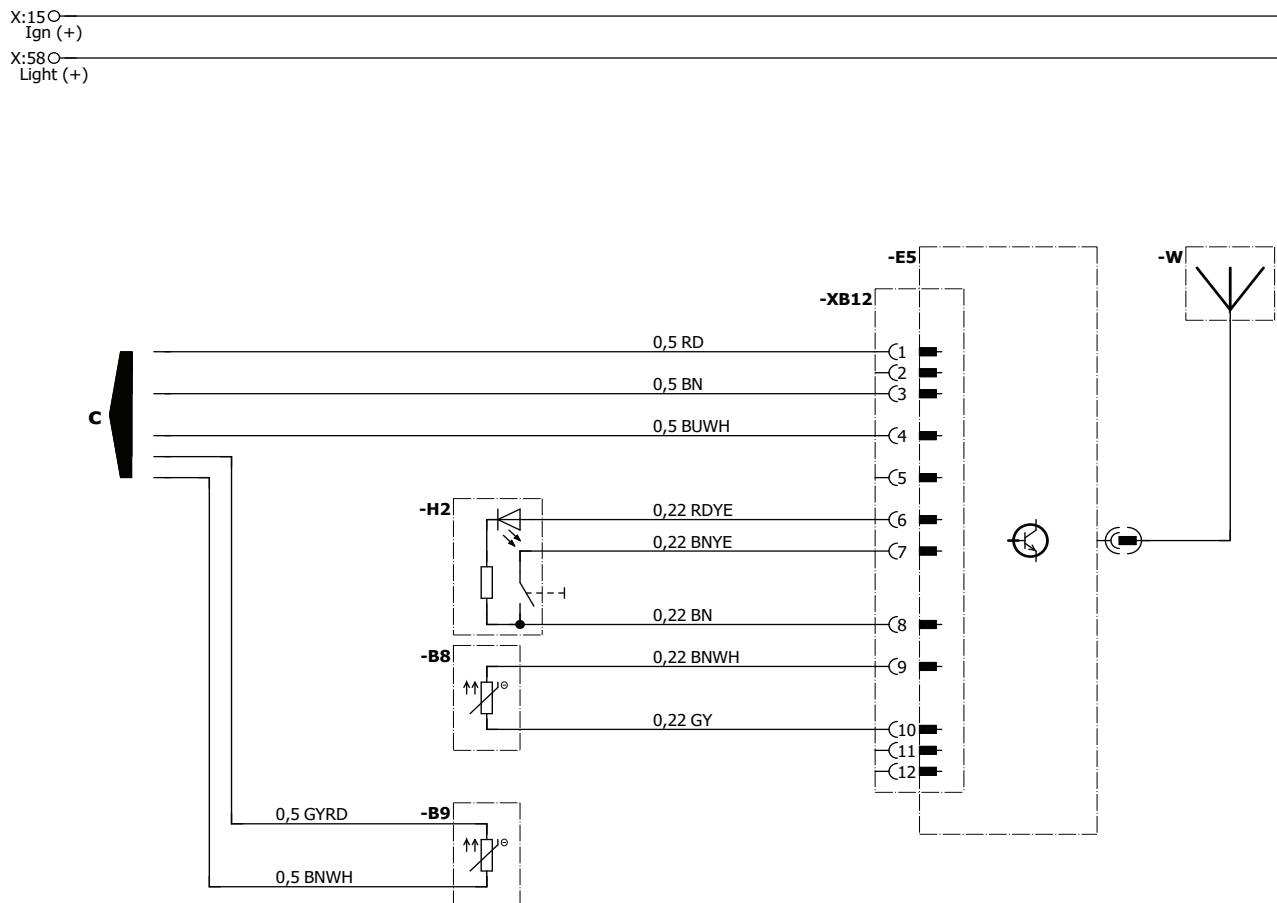 X:15
Ign (+)
X:58
Light (+)
-E5
-W
-XB12
0,5 RD
1
2
0,5 BN
3
C
0,5 BUWH
4
5
-H2
0,22 RDYE
6
0,22 BNYE
7
0,22 BN
8
-B8
0,22 BNWH
9
0,22 GY
10
11
12
0,5 GYRD
-B9
0,5 BNWH